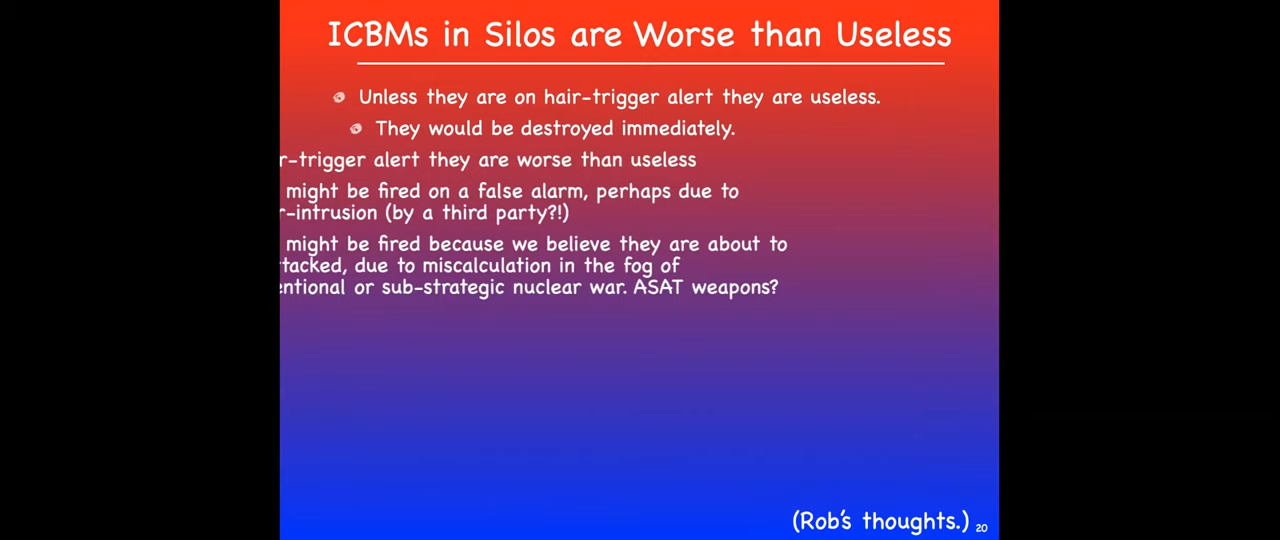 ICBMs in Silos are Worse than Useless
Unless they are on hair-trigger alert they are useless.
They would be destroyed immediately.
r-trigger alert they are worse than useless
might be fired on a false alarm, perhaps due to
r-intrusion (by a third party?!)
might be fired because we believe they are about to
tacked, due to miscalculation in the fog of
entional or sub-strategic nuclear war. ASAT weapons?
(Rob's thoughts.) 20